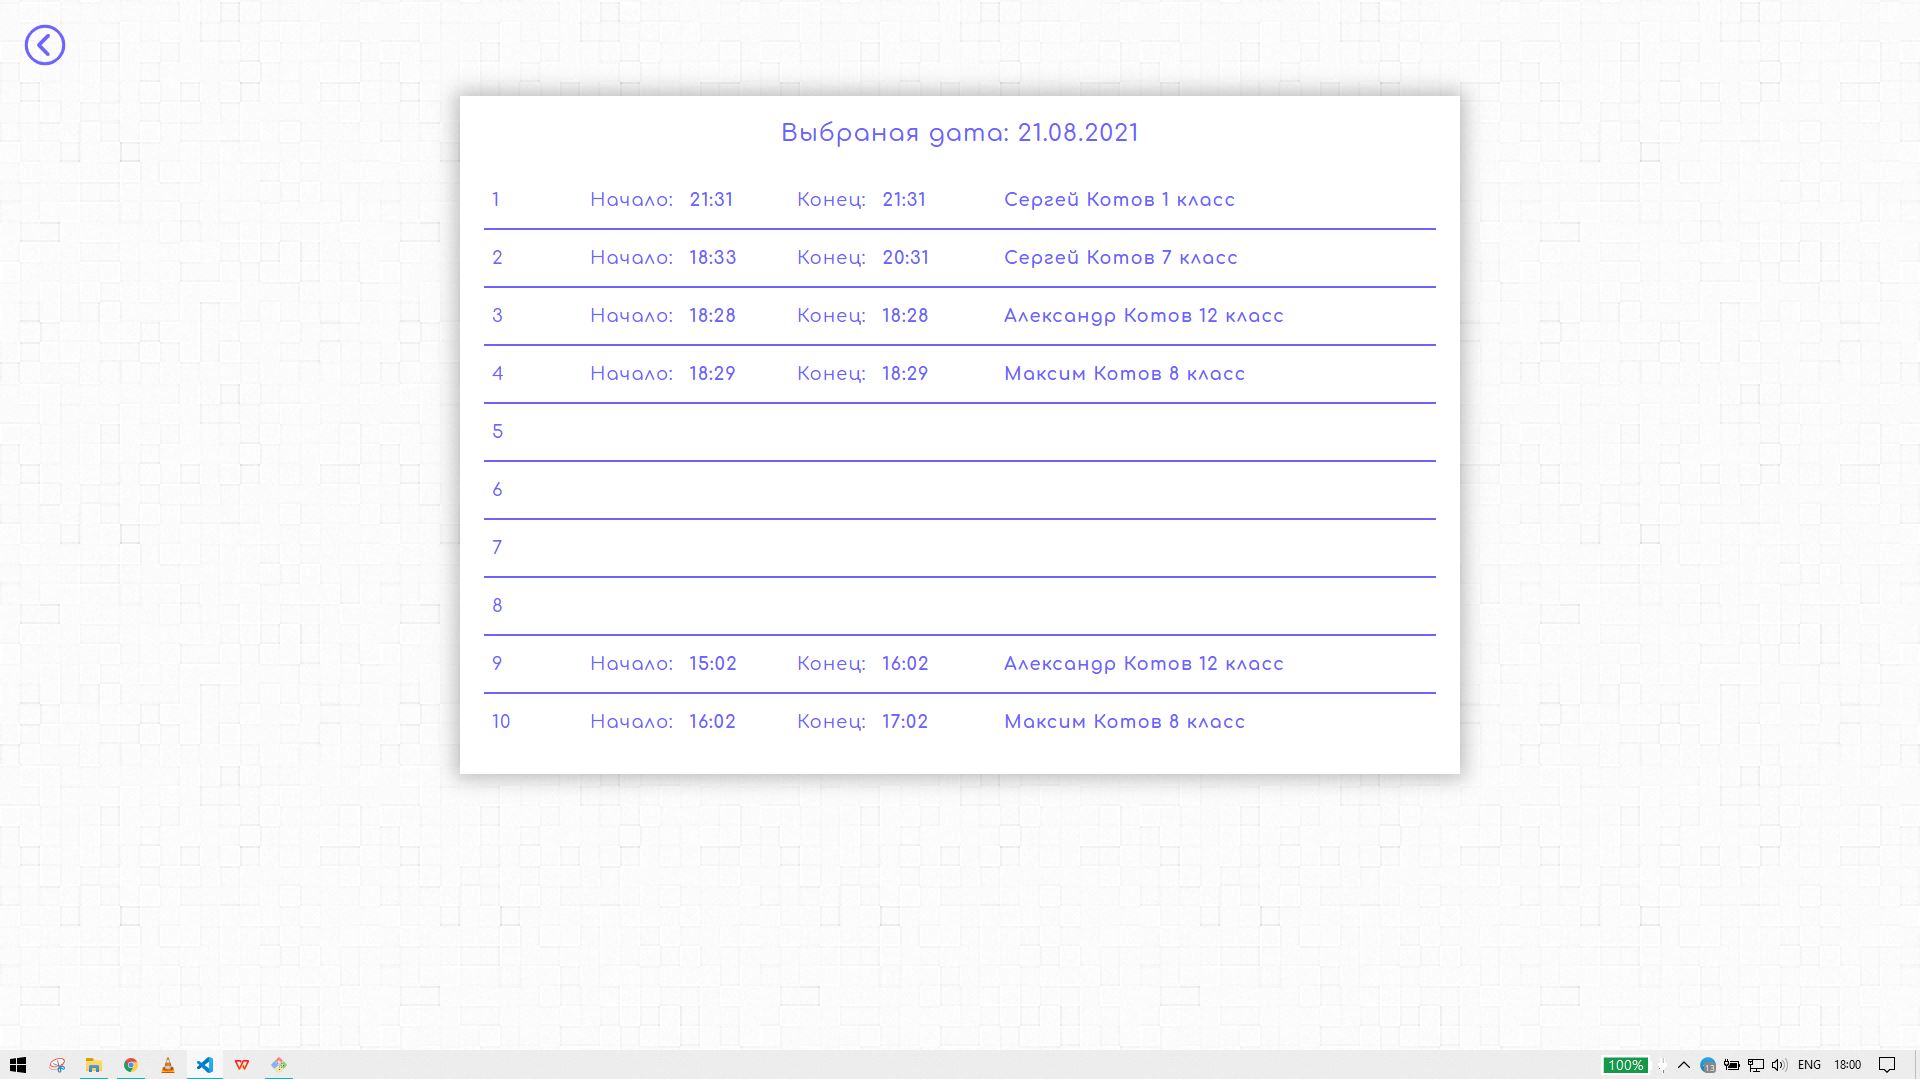 Выбраная дата: 21.08.2021
1 Начало: 21:31 Конец: 21:31 Сергей Котов 1 класс
2 Начало: 18:33 Конец: 20:31 Сергей Котов 7 класс
3 Начало: 18:28 Конец: 18:28 Александр Котов 12 класс
4 Начало: 18:29 Конец: 18:29 Максим Котов 8 класс
5
6
7
8
9 Начало: 15:02 Конец: 16:02 Александр Котов 12 класс
10 Начало: 16:02 Конец: 17:02 Максим Котов 8 класс
100% 13 ENG 18:00